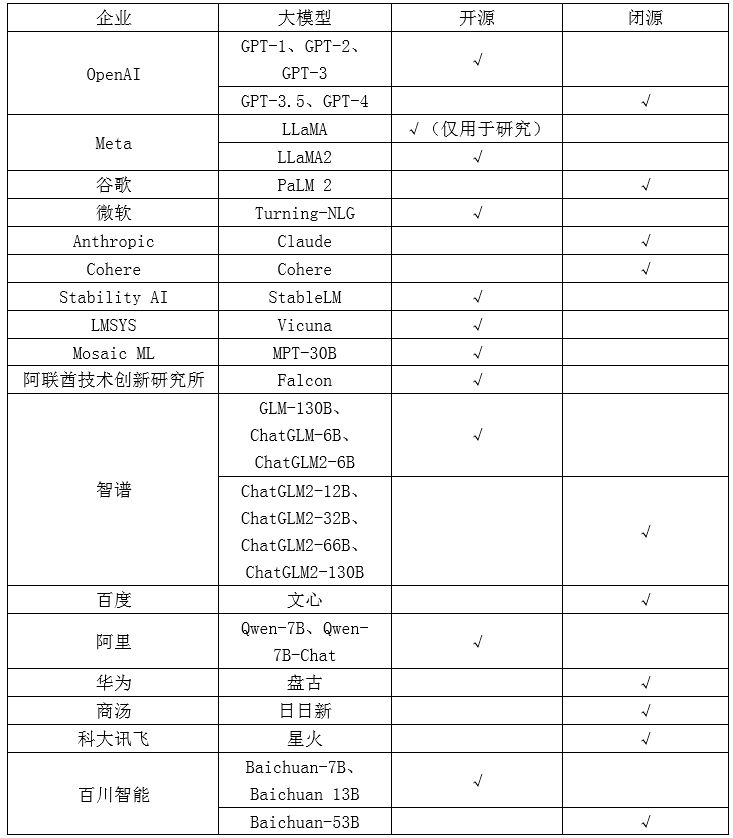 企业 大模型 开源 闭源
OpenAI
GPT-1、GPT-2、
GPT-3
√
GPT-3.5、GPT-4 √
Meta
LLaMA √（仅用于研究）
LLaMA2 √
谷歌 PaLM 2 √
微软 Turning-NLG √
Anthropic Claude √
Cohere Cohere √
Stability AI StableLM √
LMSYS Vicuna √
Mosaic ML MPT-30B √
阿联酋技术创新研究所 Falcon √
智谱
GLM-130B、
ChatGLM-6B、
ChatGLM2-6B
√
ChatGLM2-12B、
ChatGLM2-32B、
ChatGLM2-66B、
ChatGLM2-130B
√
百度 文心 √
阿里
Qwen-7B、Qwen-
7B-Chat
√
华为 盘古 √
商汤 日日新 √
科大讯飞 星火 √
百川智能
Baichuan-7B、
Baichuan 13B
√
Baichuan-53B √